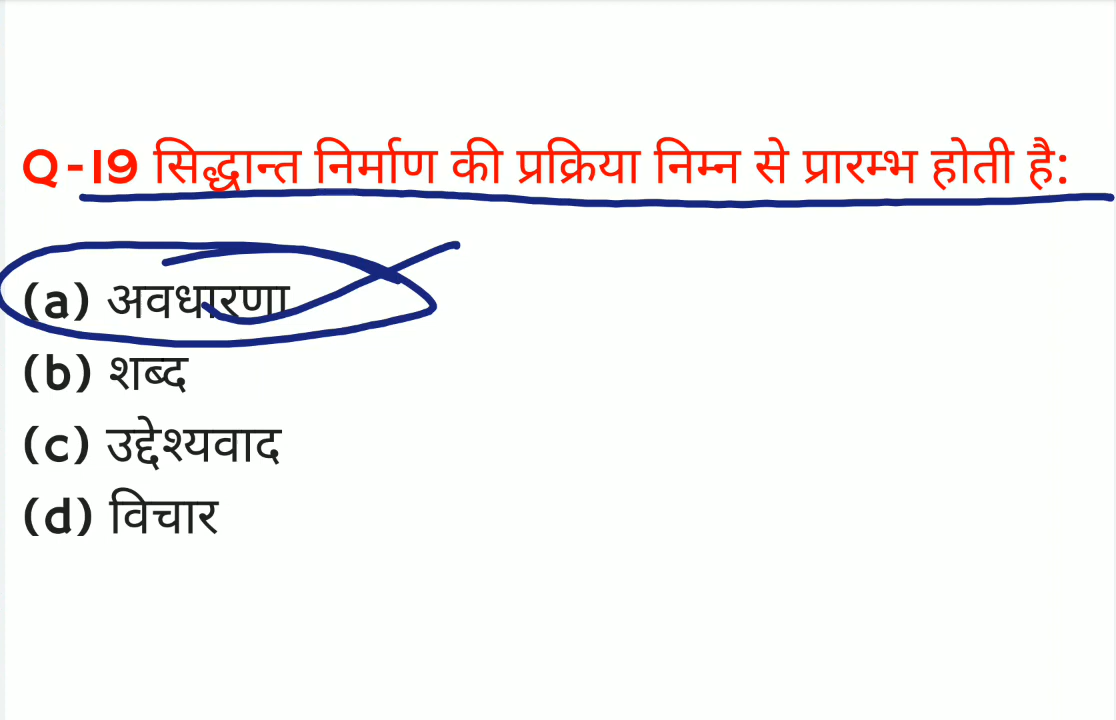 Q-19 सिद्धान्त निर्माण की प्रक्रिया निम्न से प्रारम्भ होती है:
(a) अवधारणा
(b) शब्द
(c) उद्देश्यवाद
(d) विचार